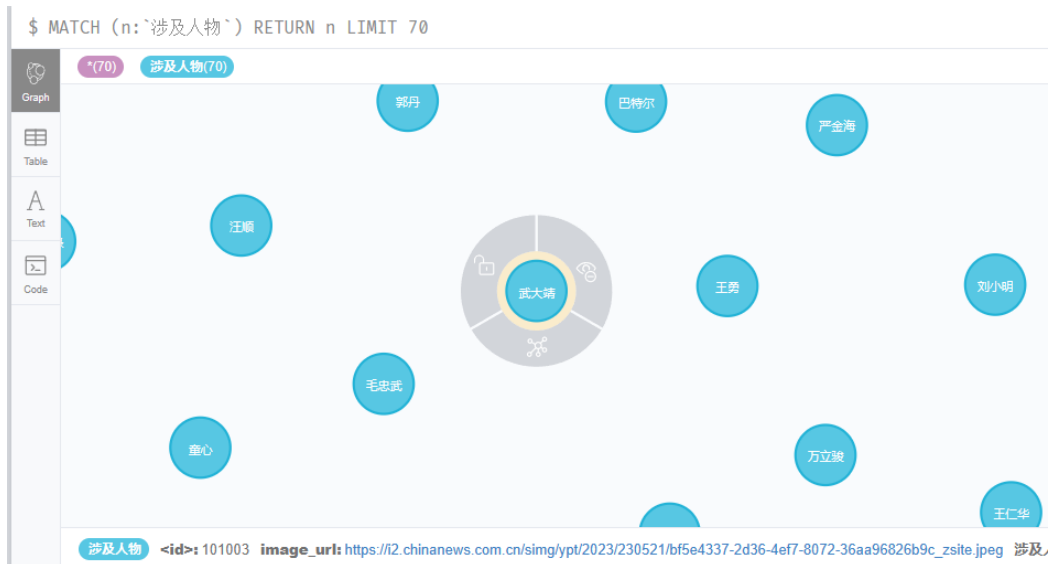 $ MATCH (n:`涉及人物`) RETURN n LIMIT 70
*(70) 涉及人物(70)
Graph
Table
Text
Code
郭丹
巴特尔
严金海
汪顺
武大靖
王勇
刘小明
毛忠武
童心
万立骏
王仁华
涉及人物 <id>: 101003 image_url: https://i2.chinanews.com.cn/simg/ypt/2023/230521/bf5e4337-2d36-4ef7-8072-36aa96826b9c_zsite.jpeg 涉及